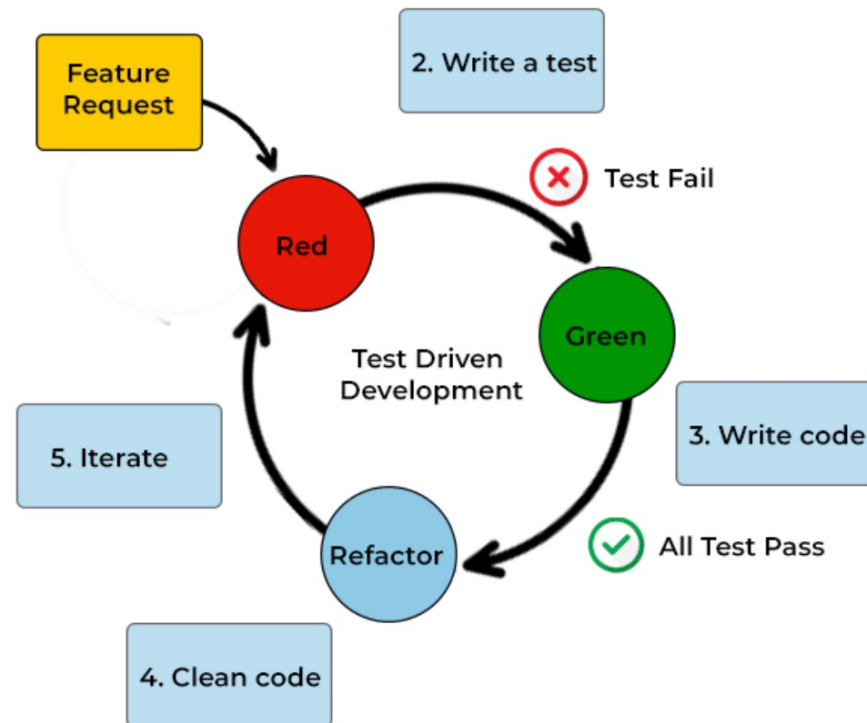 2. Write a test
Feature
Request
Test Fail
Red
Green
Test Driven
Development
3. Write code
5. Iterate
All Test Pass
Refactor
4. Clean code